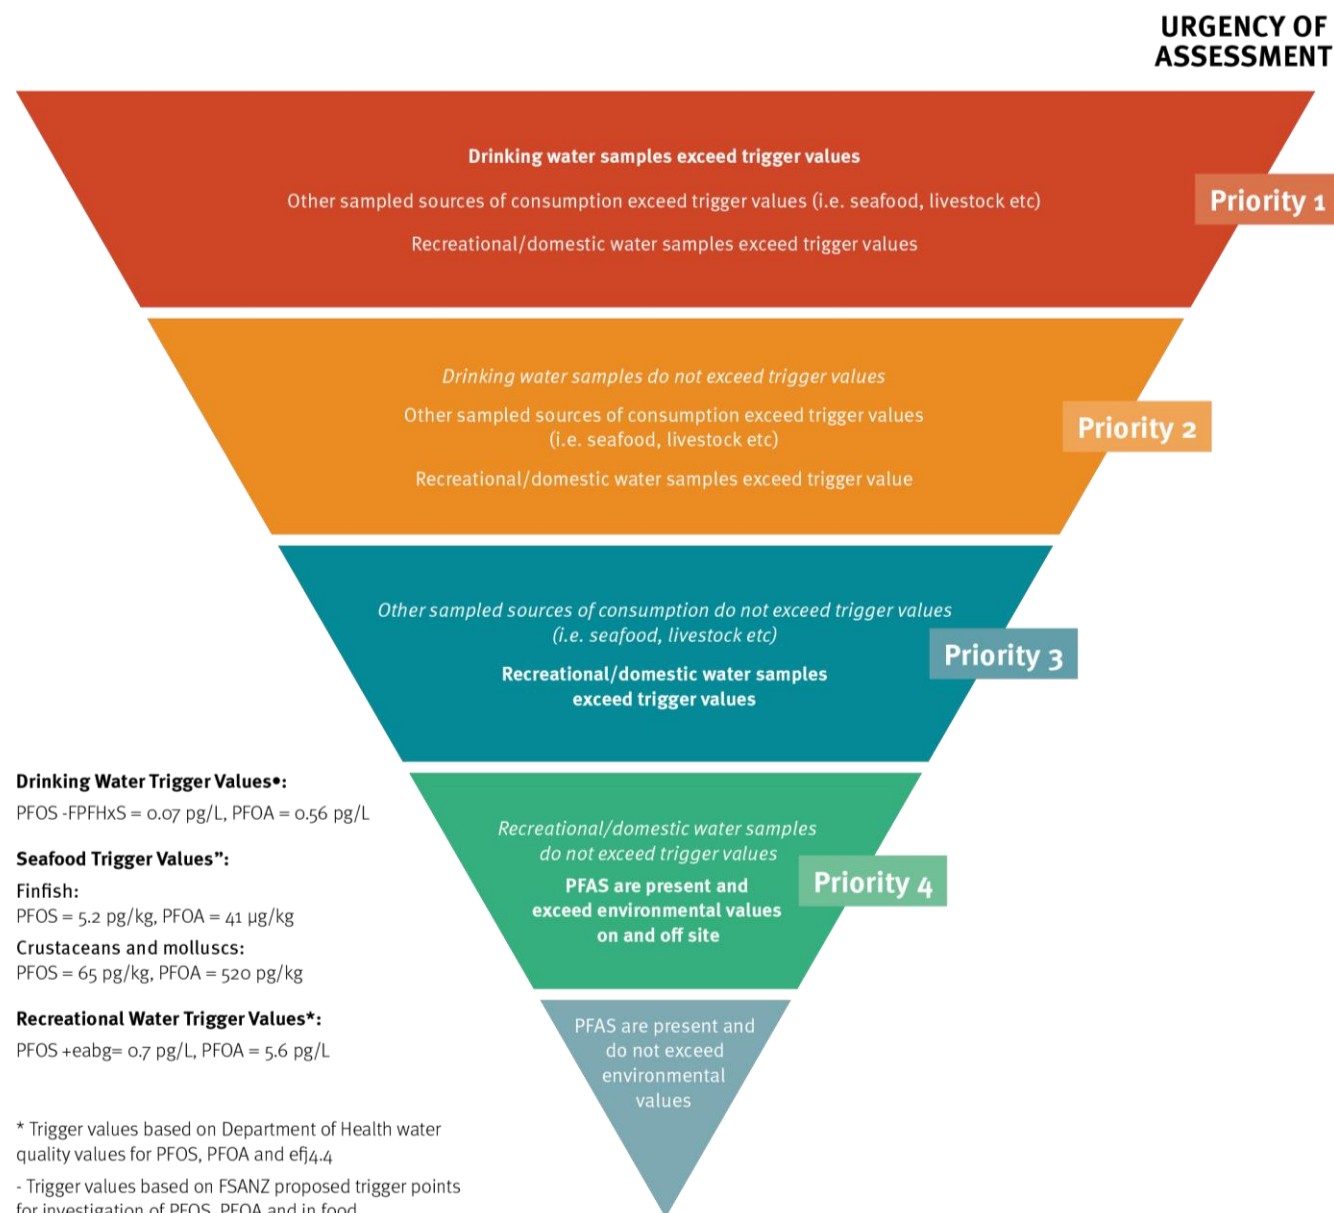 URGENCY OF
ASSESSMENT
Drinking water samples exceed trigger values
Other sampled sources of consumption exceed trigger values (i.e. seafood, livestock etc)
Recreational/domestic water samples exceed trigger values
Priority 1
Drinking water samples do not exceed trigger values
Other sampled sources of consumption exceed trigger values
(i.e. seafood, livestock etc)
Recreational/domestic water samples exceed trigger value
Priority 2
Other sampled sources of consumption do not exceed trigger values
(i.e. seafood, livestock etc)
Recreational/domestic water samples
exceed trigger values
Priority 3
Recreational/domestic water samples
do not exceed trigger values
PFAS are present and
exceed environmental values
on and off site
Priority 4
PFAS are present and
do not exceed
environmental
values
Drinking Water Trigger Values•:
PFOS -FPFHxS = 0.07 pg/L, PFOA = 0.56 pg/L
Seafood Trigger Values”:
Finfish:
PFOS = 5.2 pg/kg, PFOA = 41 µg/kg
Crustaceans and molluscs:
PFOS = 65 pg/kg, PFOA = 520 pg/kg
Recreational Water Trigger Values*:
PFOS +eabg= 0.7 pg/L, PFOA = 5.6 pg/L
* Trigger values based on Department of Health water
quality values for PFOS, PFOA and efj4.4
- Trigger values based on FSANZ proposed trigger points
for investigation of PFOS, PFOA and in food